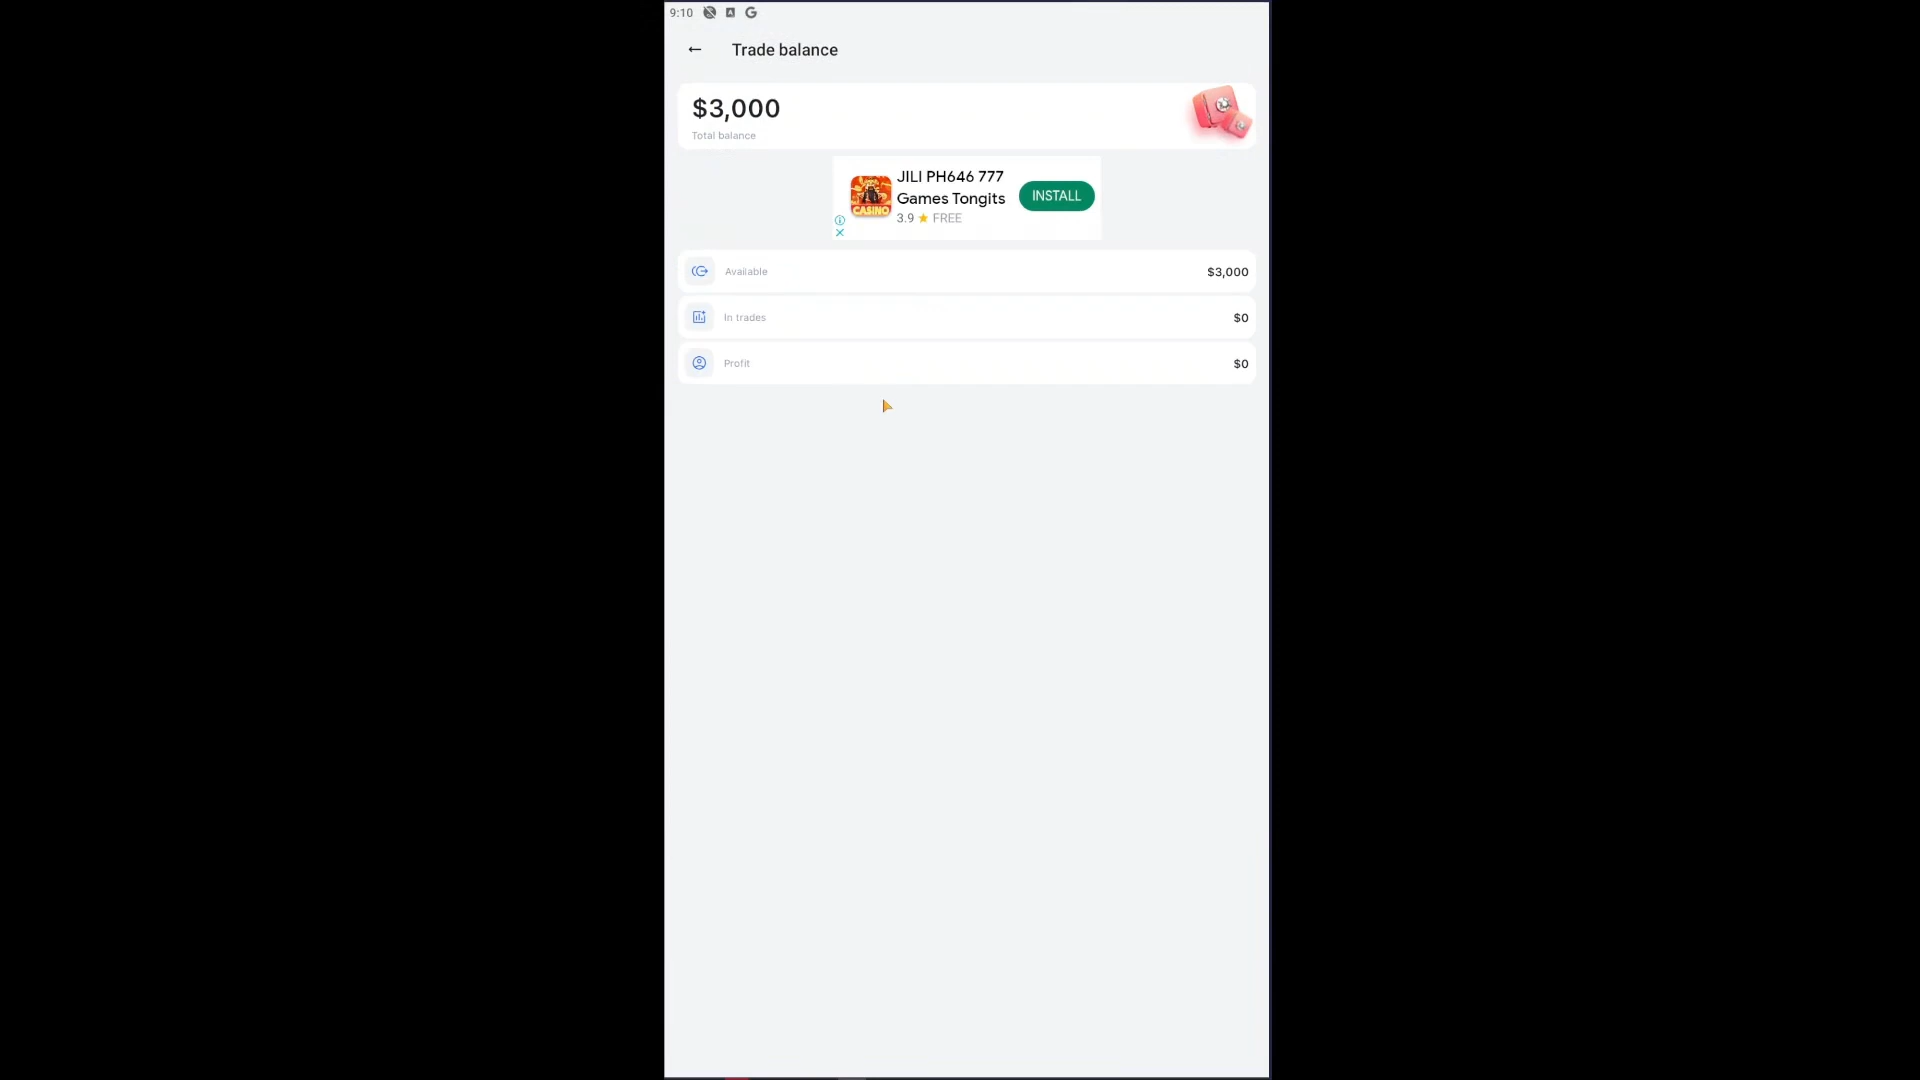 9:10
Trade balance
$3,000
Total balance
JILI PH646 777
Games Tongits
3.9 ★ FREE
INSTALL
CASINO
Available
$3,000
In trades
$0
Profit
$0